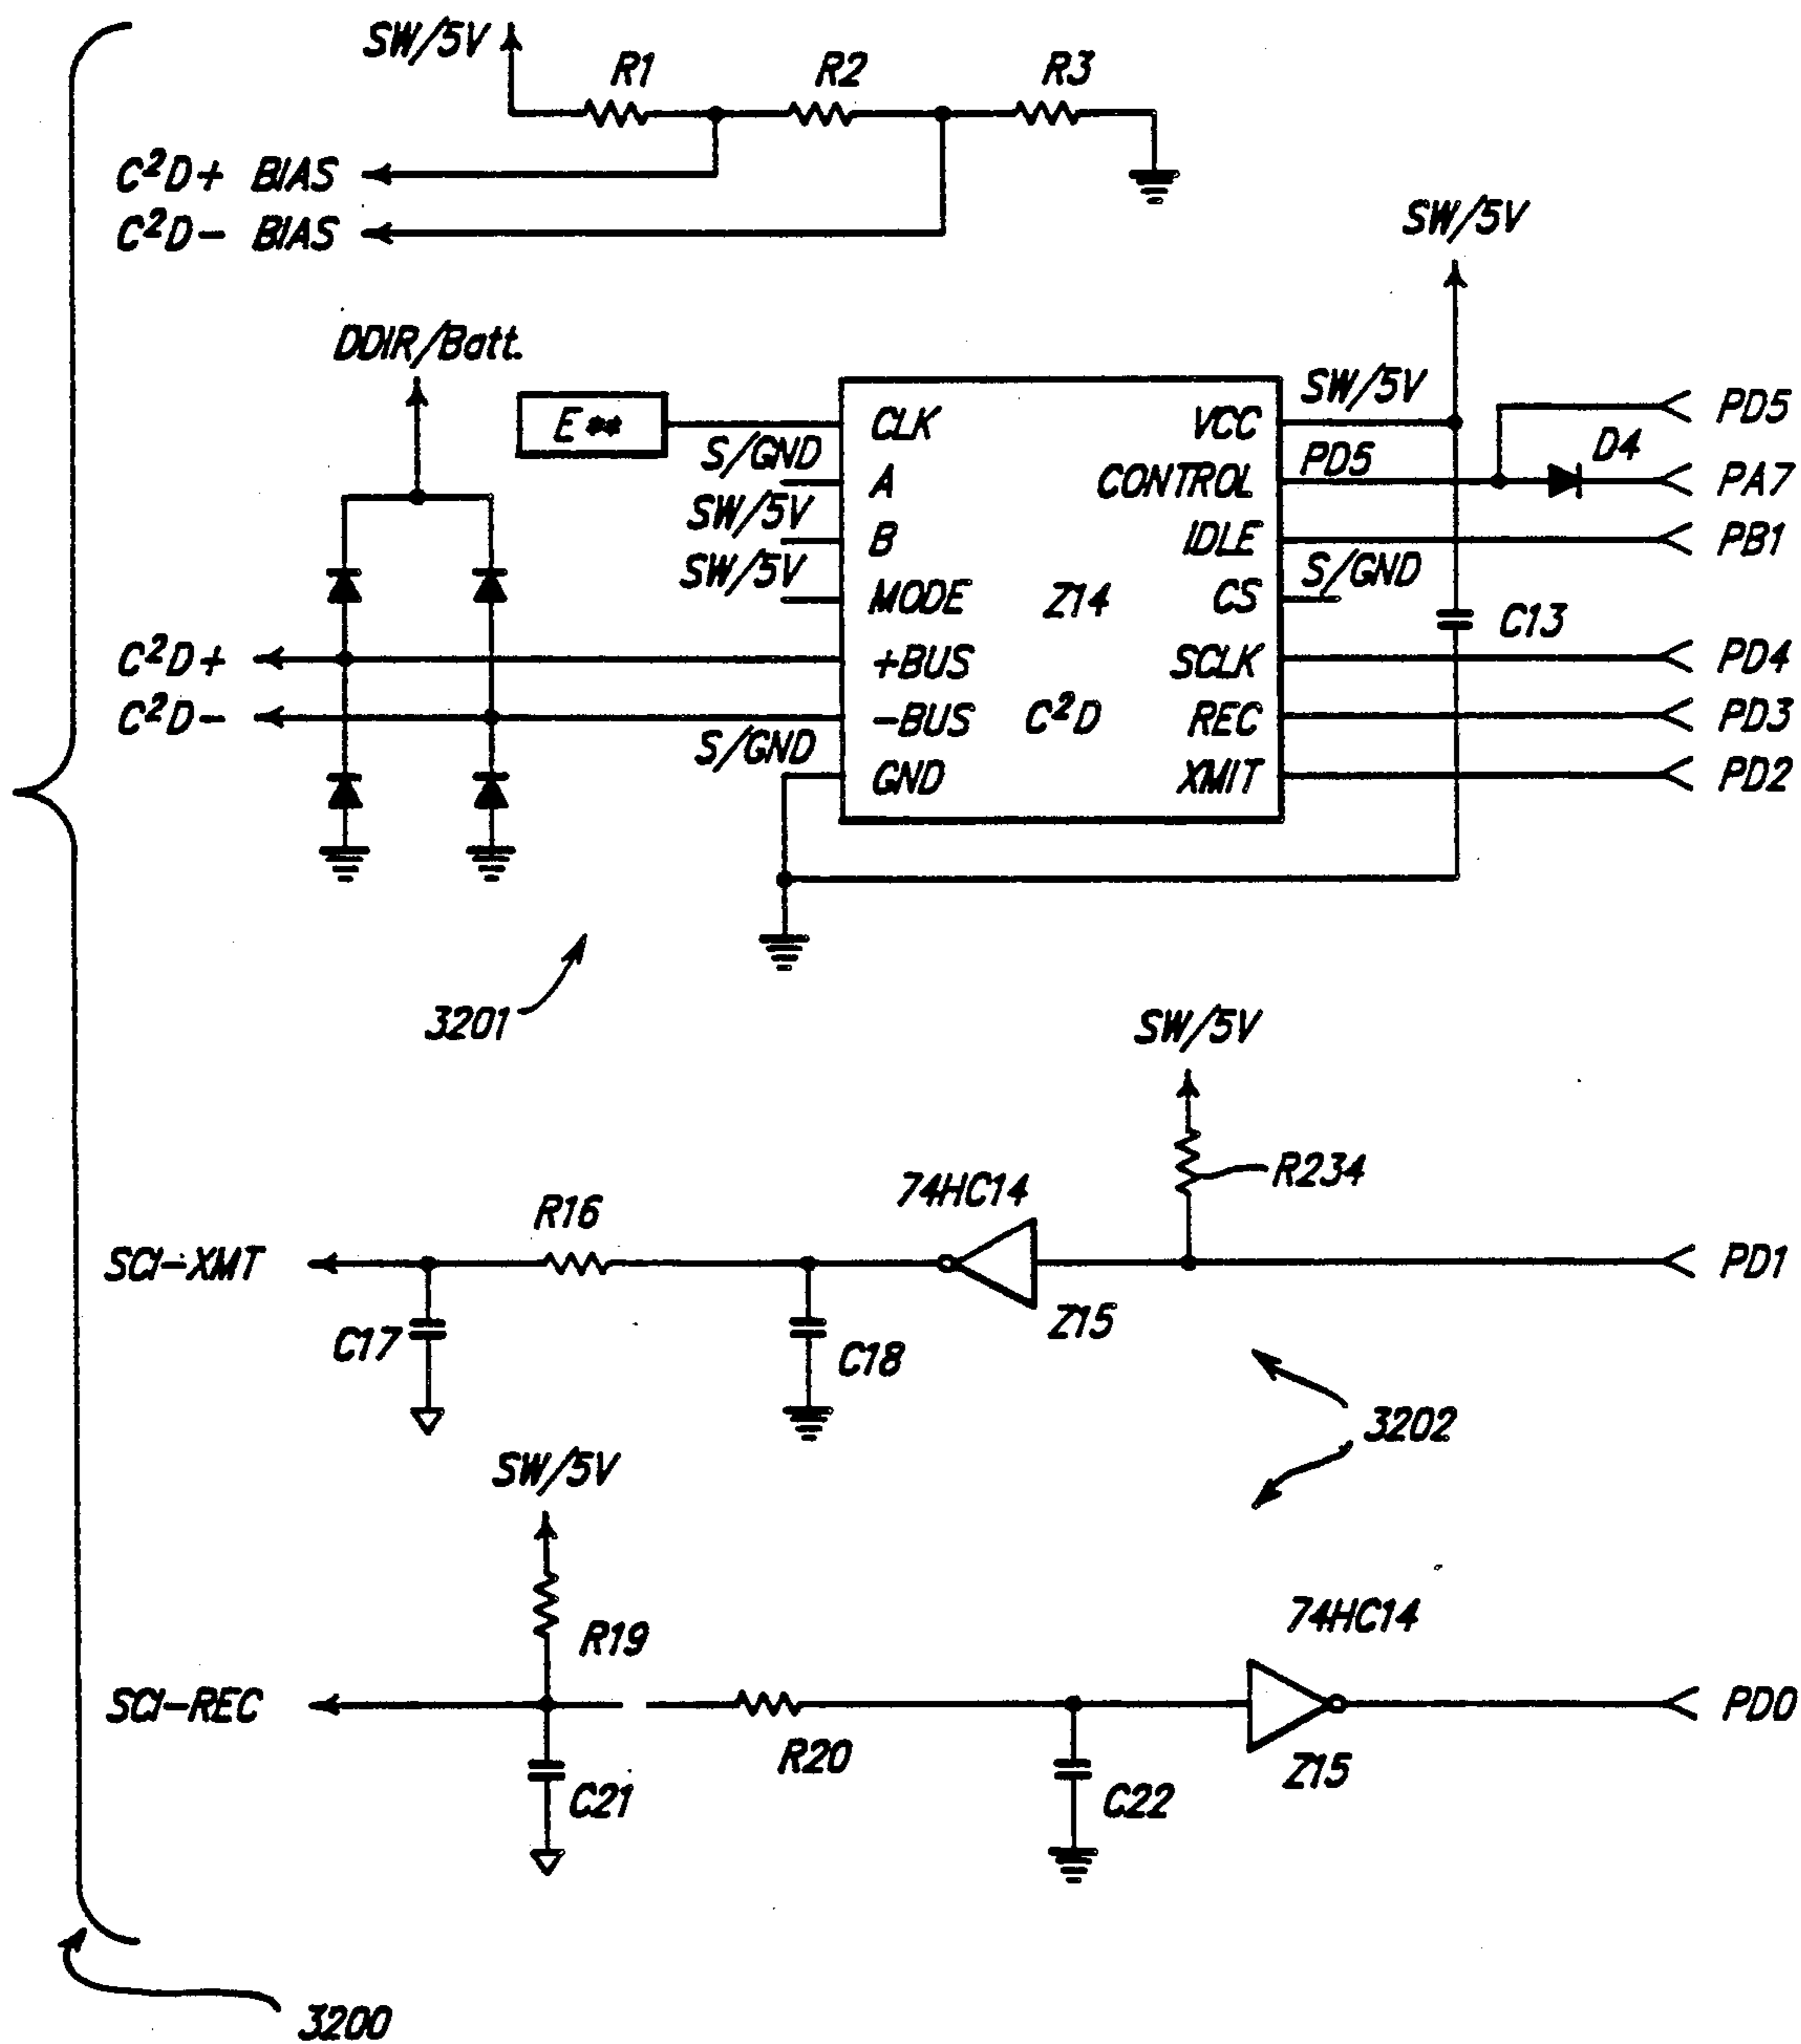 SW/5V
R1 R2 R3
C²D+ BIAS
C²D- BIAS
SW/5V
DDIR/Batt.
E**
CLK
S/GND
A
SW/5V
B
SW/5V
MODE
Z14
C²D+
+BUS
C²D-
-BUS
C²D
S/GND
GND
VCC
SW/5V
CONTROL
PD5
IDLE
CS
S/GND
SCLK
REC
XMIT
PD5
D4
PA7
PB1
C13
PD4
PD3
PD2
3201
SW/5V
R234
74HC14
R16
SCI-XMT
PD1
Z15
C17
C18
3202
SW/5V
R19
74HC14
SCI-REC
PD0
R20
Z15
C21
C22
3200